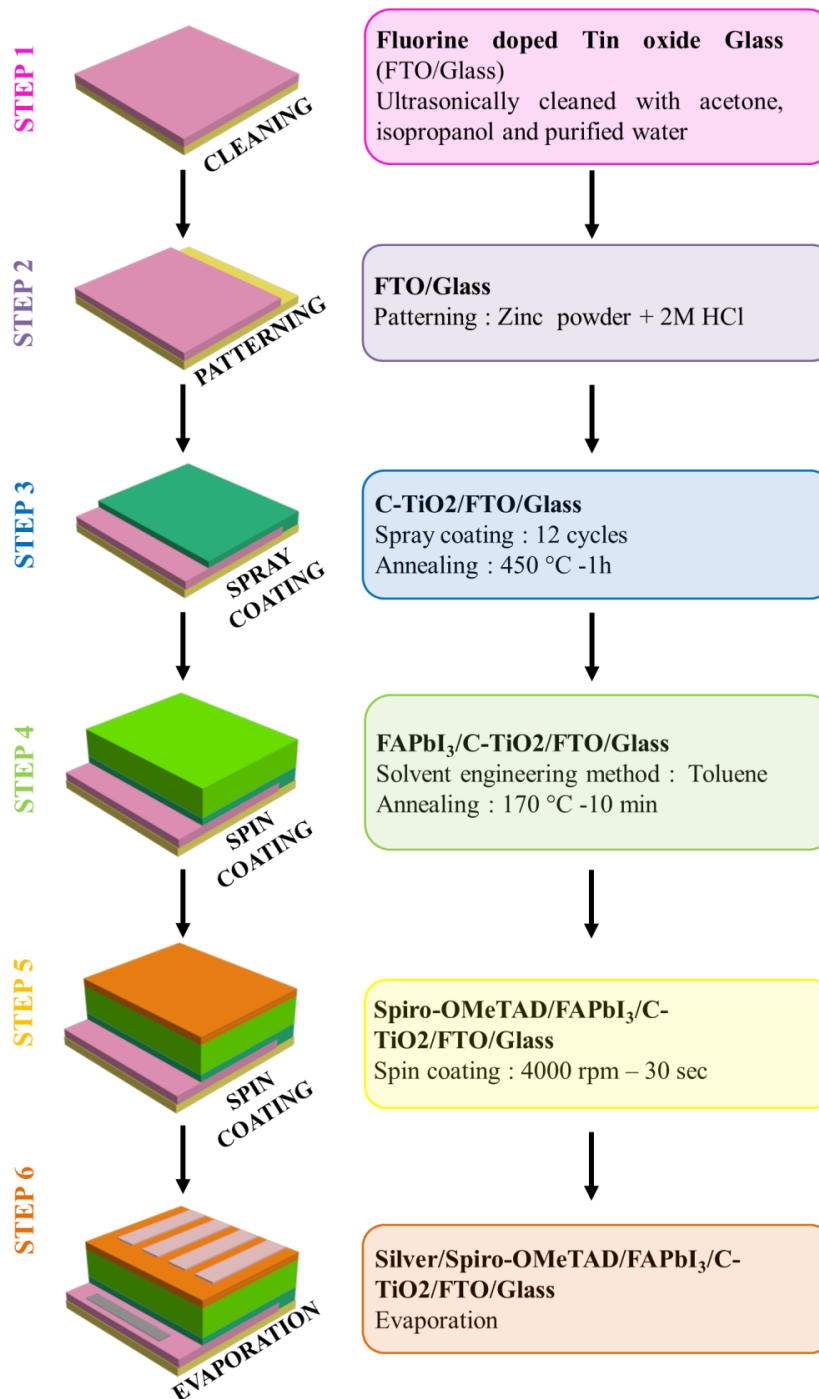 STEP 1
CLEANING
Fluorine doped Tin oxide Glass
(FTO/Glass)
Ultrasonically cleaned with acetone,
isopropanol and purified water
STEP 2
PATTERNING
FTO/Glass
Patterning : Zinc powder + 2M HCl
STEP 3
SPRAY
COATING
C-TiO2/FTO/Glass
Spray coating : 12 cycles
Annealing : 450 °C -1h
STEP 4
SPIN
COATING
FAPbI₃/C-TiO2/FTO/Glass
Solvent engineering method : Toluene
Annealing : 170 °C -10 min
STEP 5
SPIN
COATING
Spiro-OMeTAD/FAPbI₃/C-
TiO2/FTO/Glass
Spin coating : 4000 rpm – 30 sec
STEP 6
EVAPORATION
Silver/Spiro-OMeTAD/FAPbI₃/C-
TiO2/FTO/Glass
Evaporation